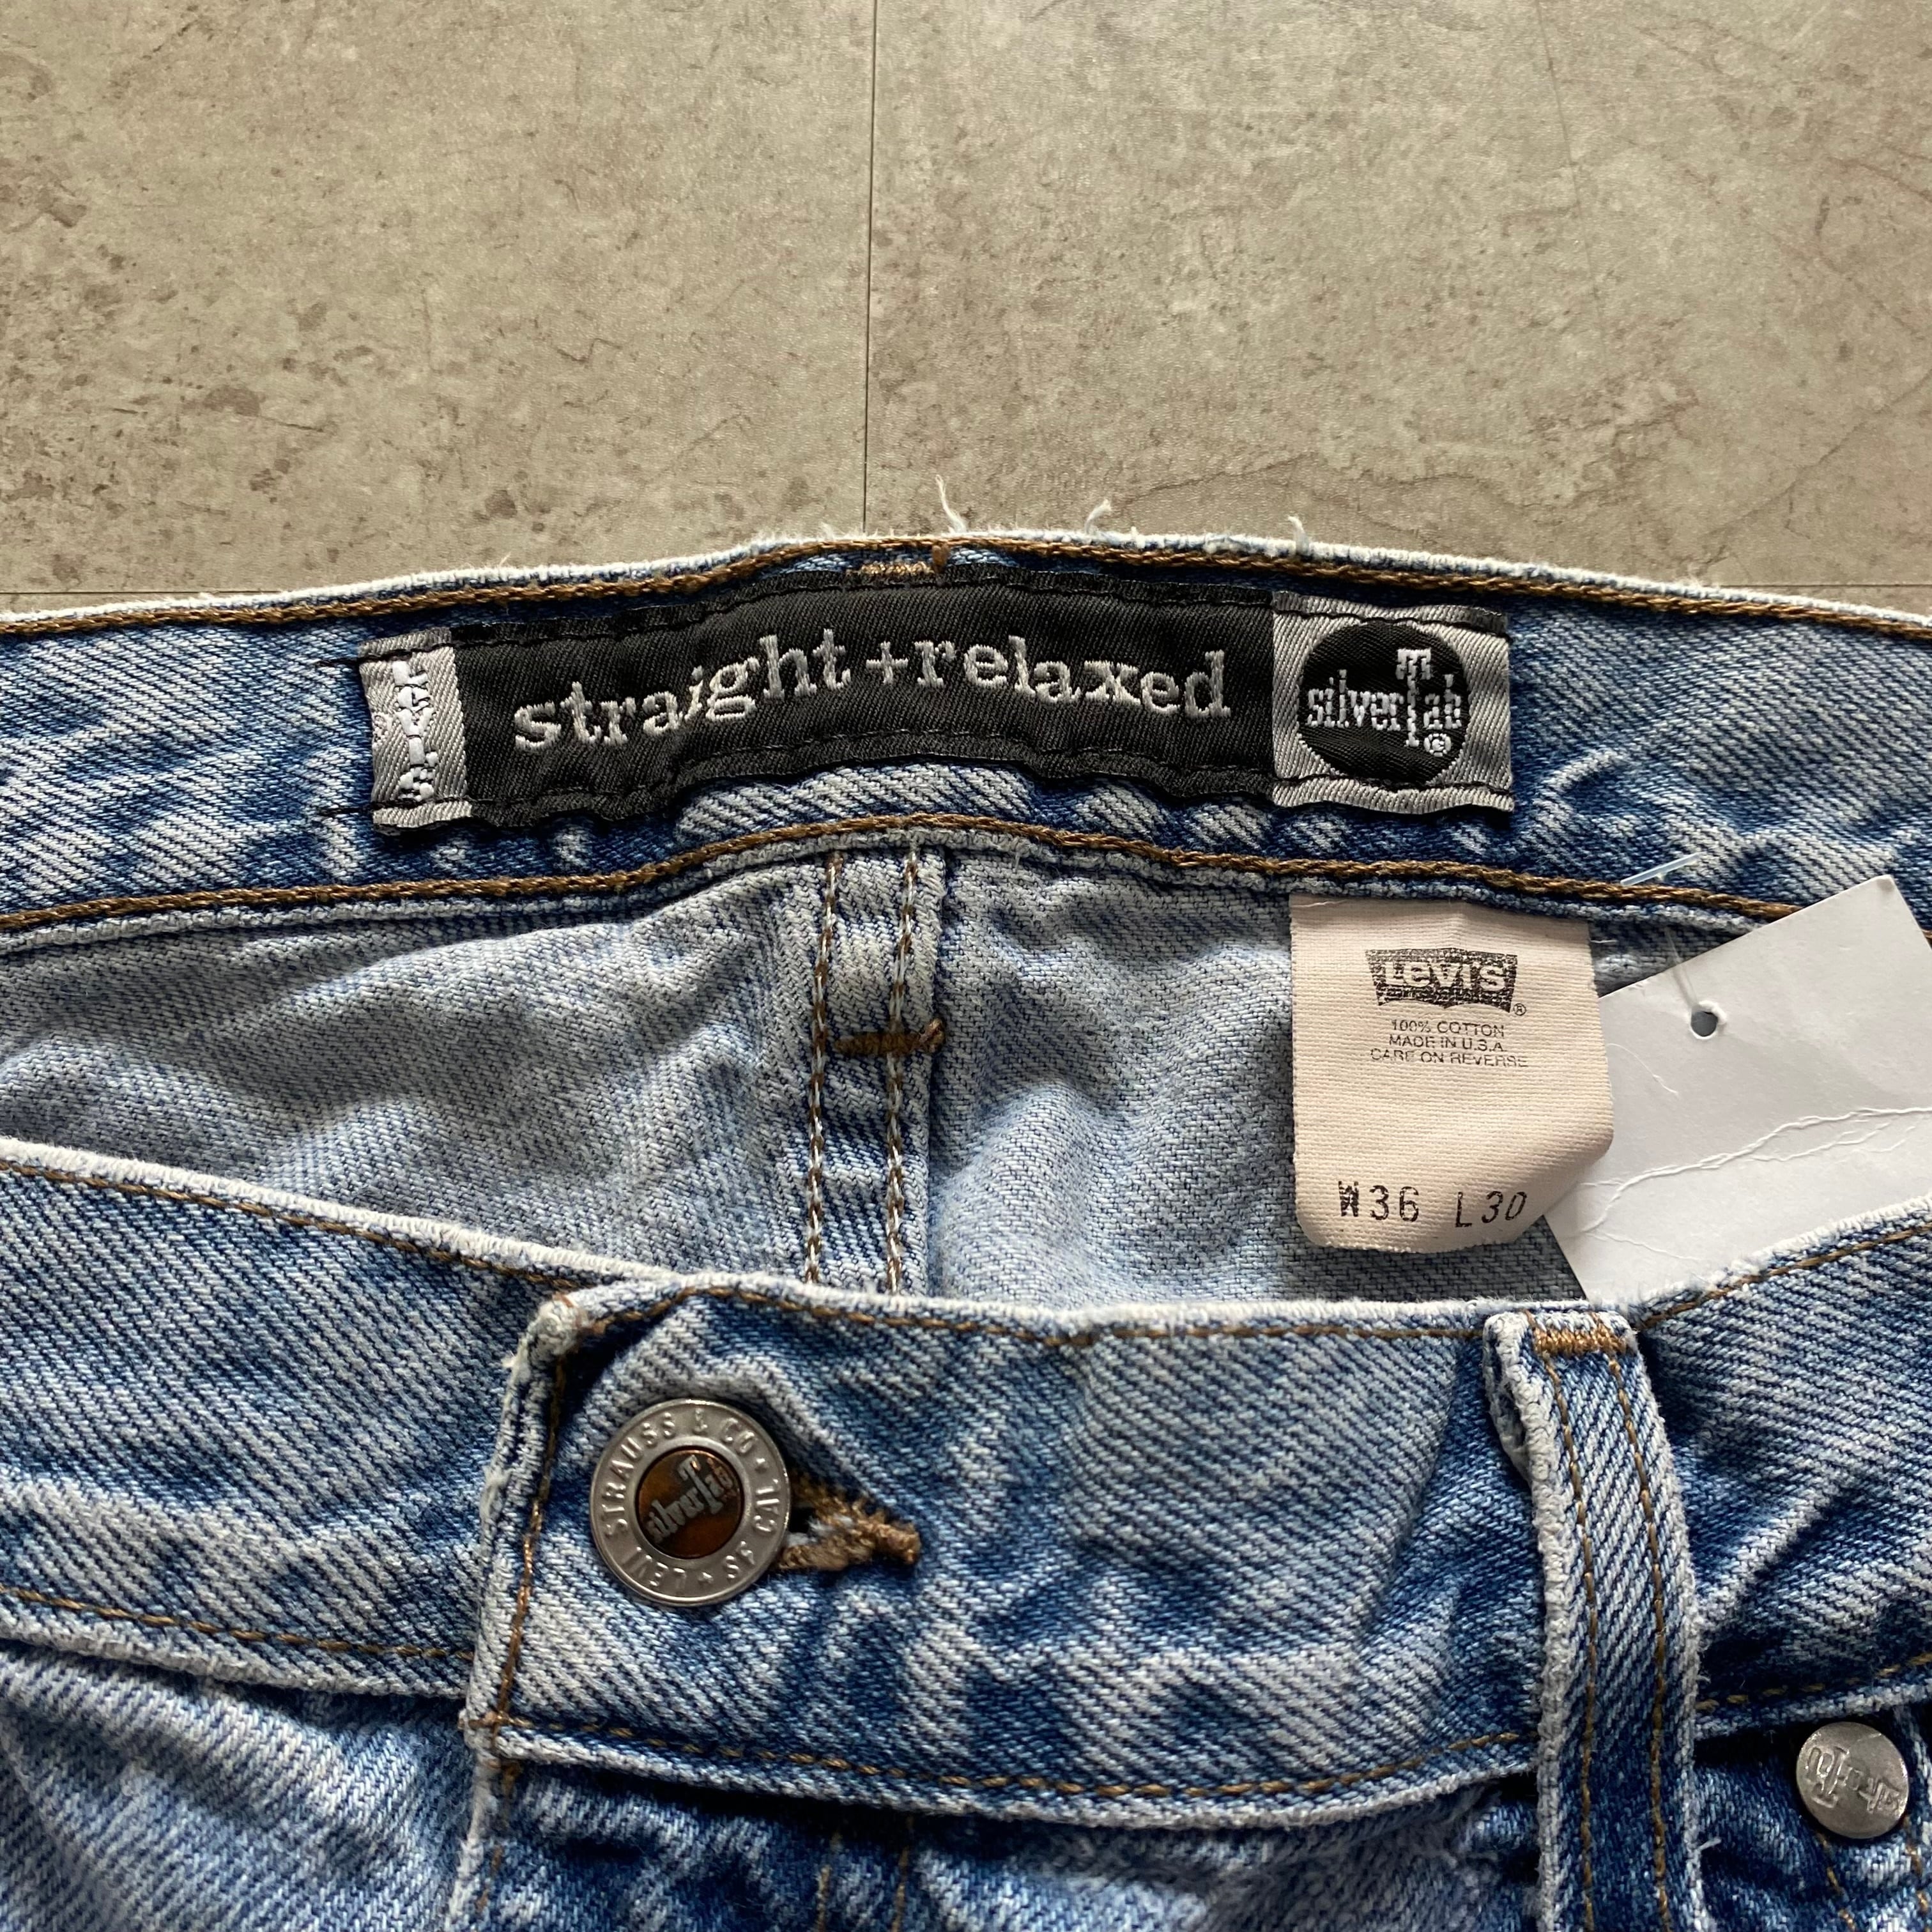 LEVI'S
straight+relaxed
silverTab
©
LEVI'S
®
100% COTTON
MADE IN U.S.A
CARE ON REVERSE
W36 L30
LEVI STRAUSS & CO
silverTab